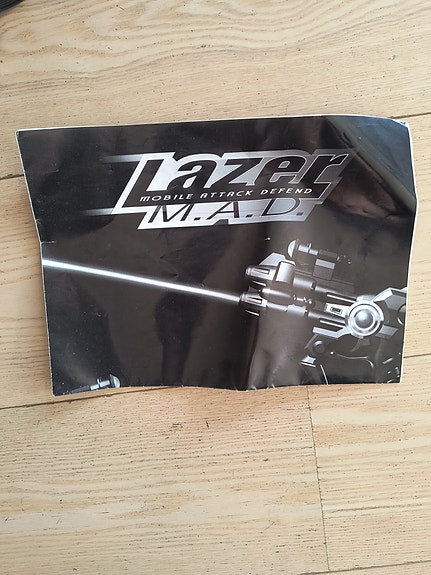 Lazer
MOBILE ATTACK DEFEND
M.A.D.